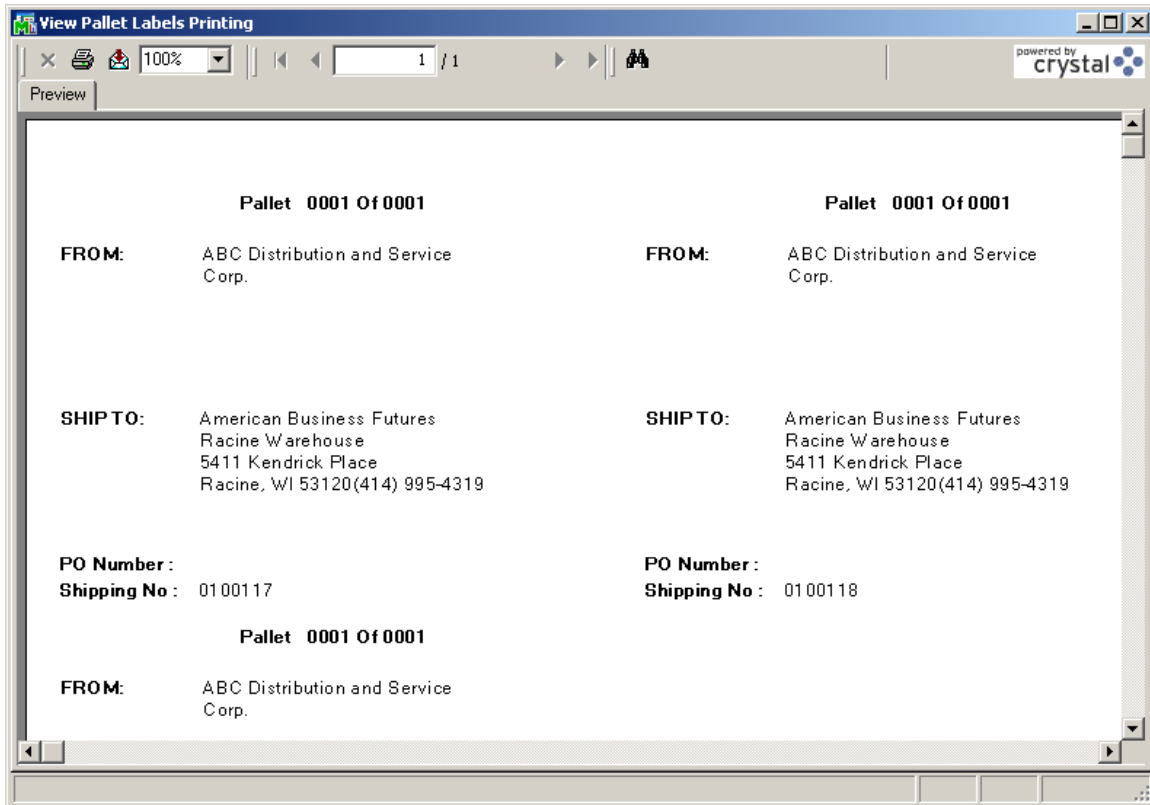 View Pallet Labels Printing
100%
1 / 1
powered by
crystal
Preview
Pallet 0001 Of 0001
FROM: ABC Distribution and Service
Corp.
SHIP TO: American Business Futures
Racine Warehouse
5411 Kendrick Place
Racine, WI 53120(414) 995-4319
PO Number :
Shipping No : 0100117
Pallet 0001 Of 0001
FROM: ABC Distribution and Service
Corp.
SHIP TO: American Business Futures
Racine Warehouse
5411 Kendrick Place
Racine, WI 53120(414) 995-4319
PO Number :
Shipping No : 0100118
Pallet 0001 Of 0001
FROM: ABC Distribution and Service
Corp.